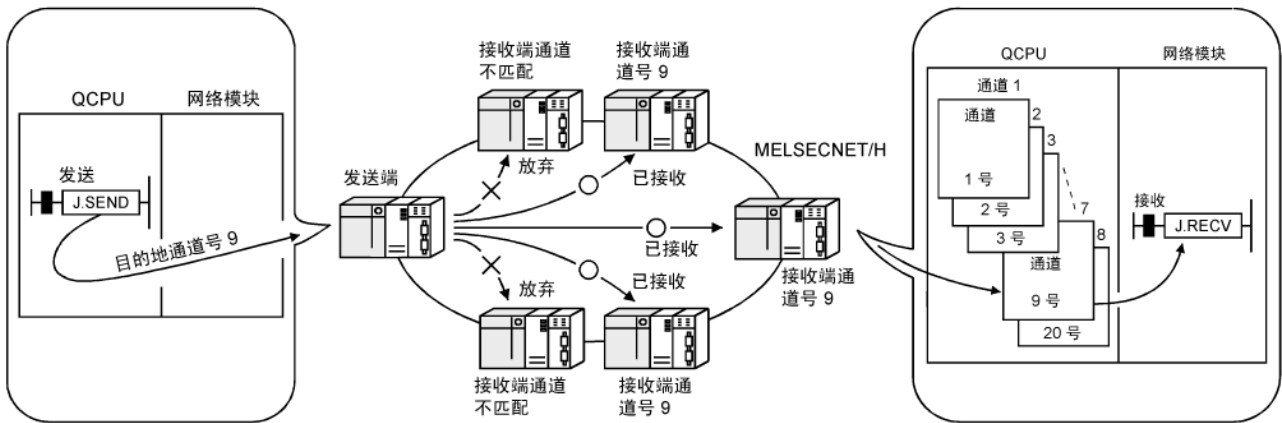 QCPU
网络模块
发送
J.SEND
目的地通道号 9
接收端通道
不匹配
接收端通
道号 9
发送端
放弃
已接收
MELSECNET/H
已接收
接收端通
道号 9
放弃
已接收
接收端通道
不匹配
接收端通
道号 9
QCPU
网络模块
通道 1
通道
1 号
2
2 号
3
3 号
7
通道
9 号
8
20 号
接收
J.RECV